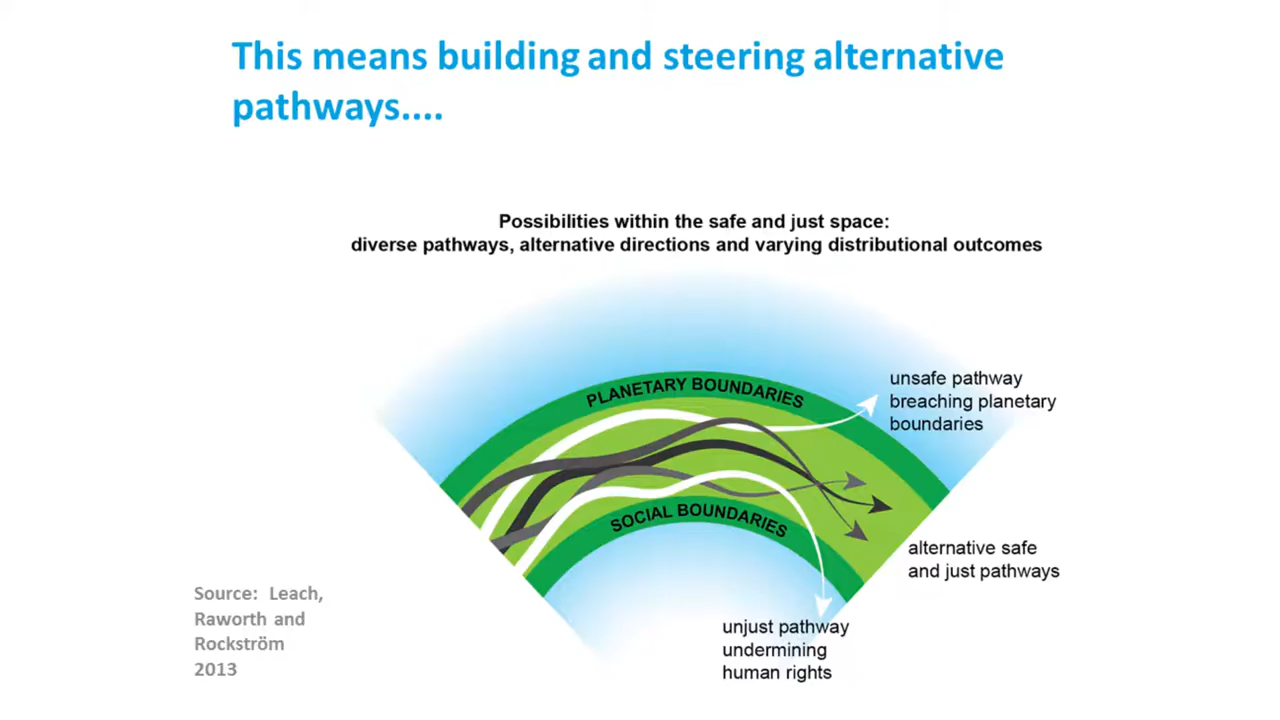 This means building and steering alternative
pathways....
Possibilities within the safe and just space:
diverse pathways, alternative directions and varying distributional outcomes
PLANETARY BOUNDARIES
unsafe pathway
breaching planetary
boundaries
SOCIAL BOUNDARIES
alternative safe
and just pathways
Source: Leach,
Raworth and
Rockström
2013
unjust pathway
undermining
human rights